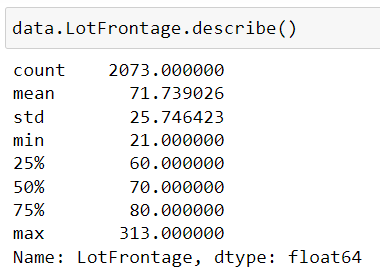 data.LotFrontage.describe()
count    2073.000000
mean       71.739026
std        25.746423
min        21.000000
25%        60.000000
50%        70.000000
75%        80.000000
max       313.000000
Name: LotFrontage, dtype: float64